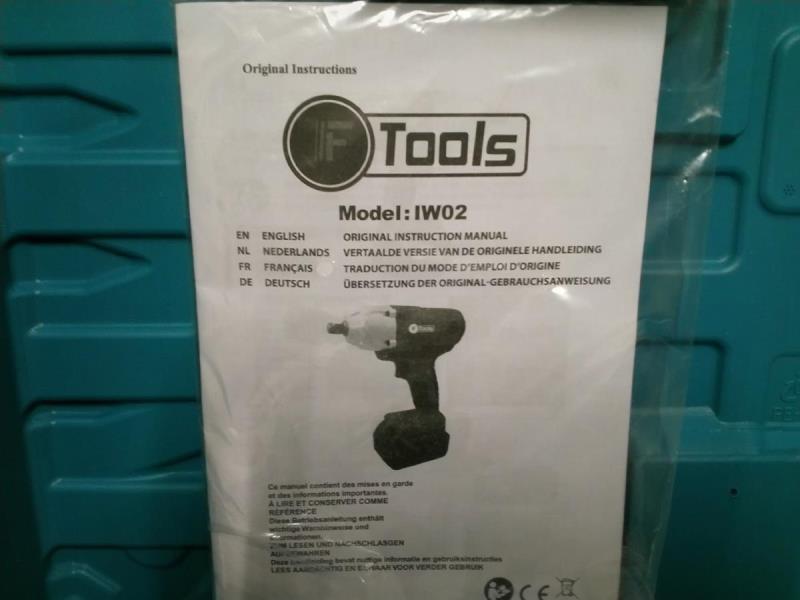 Original Instructions
JF Tools
Model: IW02
EN ENGLISH ORIGINAL INSTRUCTION MANUAL
NL NEDERLANDS VERTAALDE VERSIE VAN DE ORIGINELE HANDLEIDING
FR FRANÇAIS TRADUCTION DU MODE D'EMPLOI D'ORIGINE
DE DEUTSCH ÜBERSETZUNG DER ORIGINAL-GEBRAUCHSANWEISUNG
Tools
Ce manuel contient des mises en garde
et des informations importantes.
À LIRE ET CONSERVER COMME
RÉFÉRENCE
Diese Betriebsanleitung enthält
wichtige Warnhinweise und
Informationen.
ZUM LESEN UND NACHSCHLAGEN
AUFBEWAHREN
Deze handleiding bevat nuttige informatie en gebruiksinstructies
LEES AANDACHTIG EN BEWAAR VOOR VERDER GEBRUIK
CE